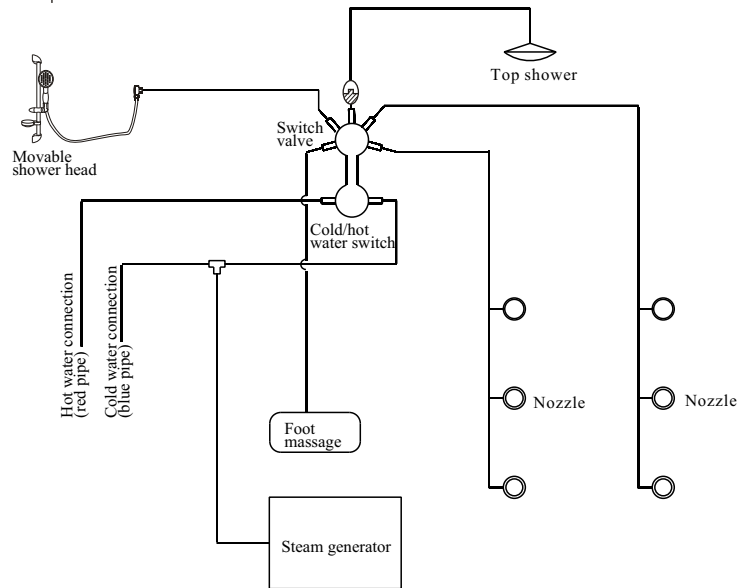 Top shower
Switch
valve
Movable
shower head
Cold/hot
water switch
Hot water connection
(red pipe)
Cold water connection
(blue pipe)
Nozzle
Nozzle
Foot
massage
Steam generator